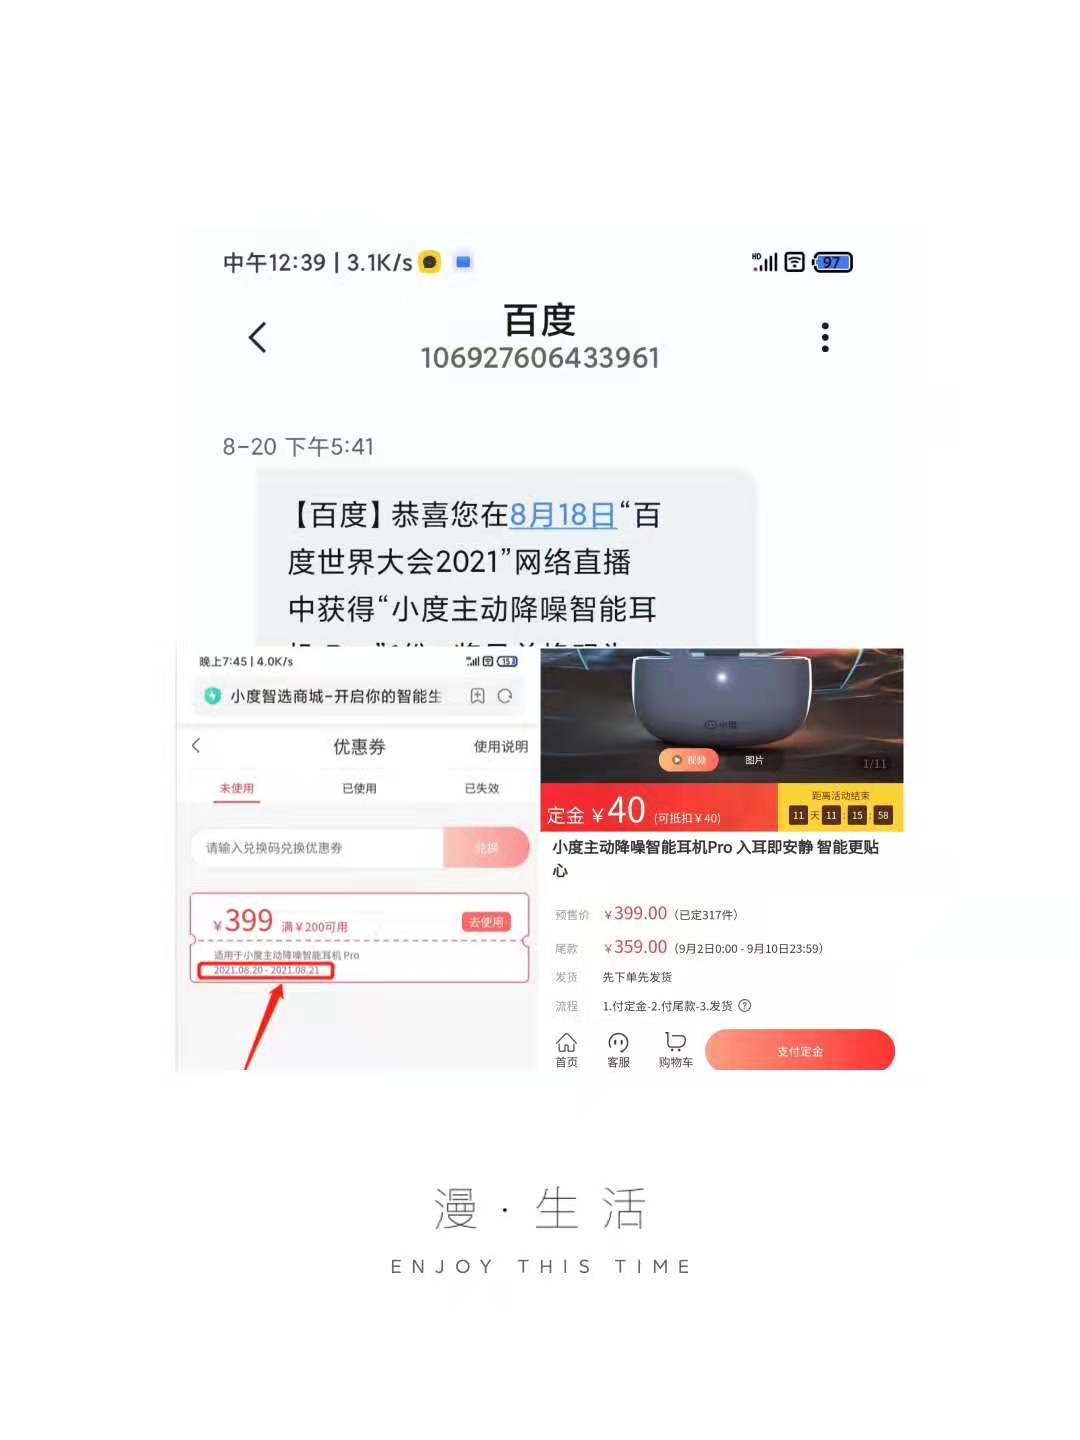 中午12:39 | 3.1K/s
HD
97
百度
106927606433961
8-20 下午5:41
【百度】恭喜您在8月18日“百
度世界大会2021”网络直播
中获得“小度主动降噪智能耳
晚上7:45 | 4.0K/s
15
小度智选商城-开启你的智能生
优惠券
使用说明
未使用
已使用
已失效
请输入兑换码兑换优惠券
兑换
¥399 满¥200可用
去使用
适用于小度主动降噪智能耳机 Pro
2021.08.20 - 2021.08.21
小度
视频
图片
1/11
定金 ¥40 (可抵扣¥40)
距离活动结束
11 天 11 : 15 : 58
小度主动降噪智能耳机Pro 入耳即安静 智能更贴
心
预售价 ¥399.00 (已定317件)
尾款 ¥359.00 (9月2日0:00 - 9月10日23:59)
发货 先下单先发货
流程 1.付定金-2.付尾款-3.发货 ?
首页
客服
购物车
支付定金
漫·生活
ENJOY THIS TIME